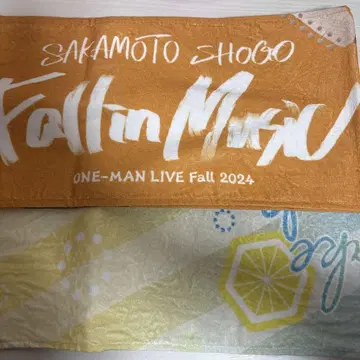 SAKAMOTO SHOGO
Fall in Music
ONE-MAN LIVE Fall 2024